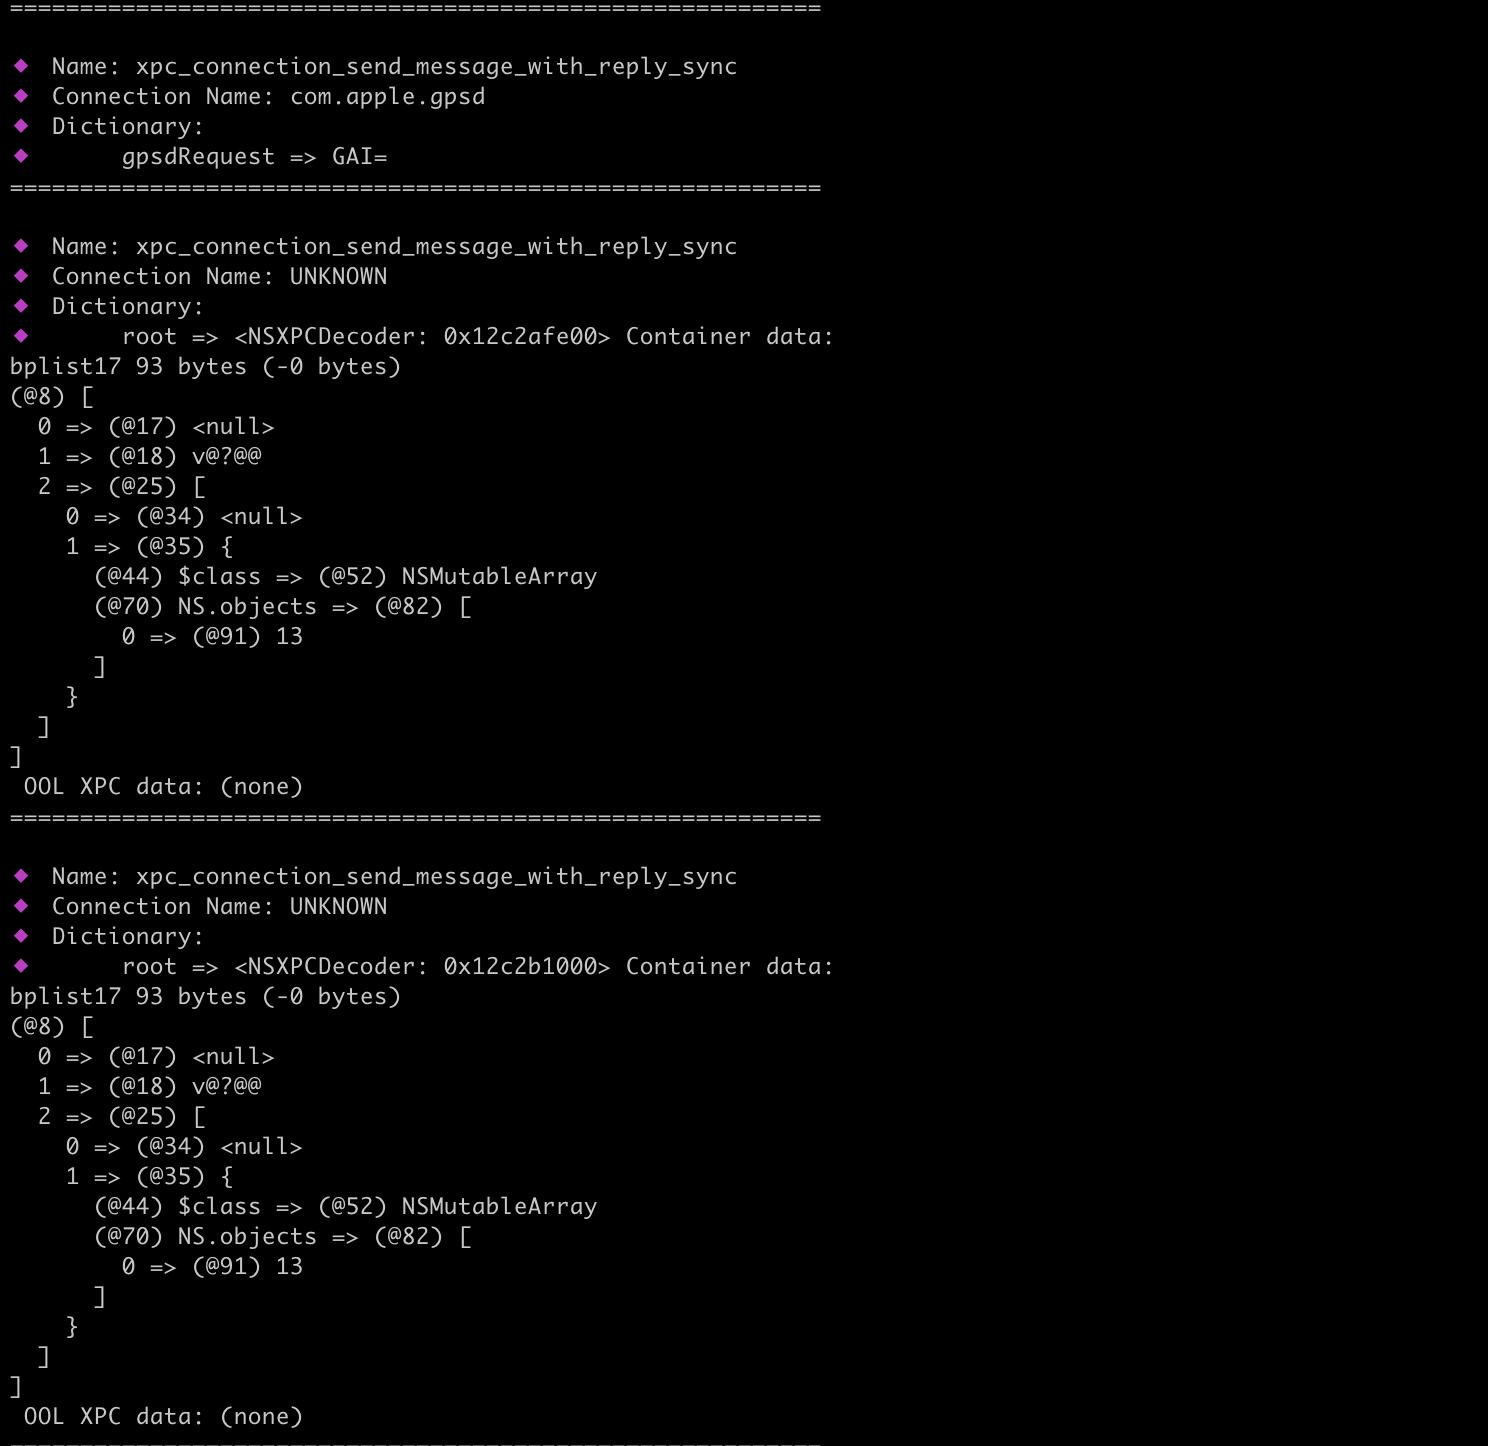 ==========================================================
◆ Name: xpc_connection_send_message_with_reply_sync
◆ Connection Name: com.apple.gpsd
◆ Dictionary:
◆ gpsdRequest => GAI=
==========================================================
◆ Name: xpc_connection_send_message_with_reply_sync
◆ Connection Name: UNKNOWN
◆ Dictionary:
◆ root => <NSXPCDecoder: 0x12c2afe00> Container data:
bplist17 93 bytes (-0 bytes)
(@8) [
  0 => (@17) <null>
  1 => (@18) v@?@@
  2 => (@25) [
    0 => (@34) <null>
    1 => (@35) {
      (@44) $class => (@52) NSMutableArray
      (@70) NS.objects => (@82) [
        0 => (@91) 13
      ]
    }
  ]
]
 OOL XPC data: (none)
==========================================================
◆ Name: xpc_connection_send_message_with_reply_sync
◆ Connection Name: UNKNOWN
◆ Dictionary:
◆ root => <NSXPCDecoder: 0x12c2b1000> Container data:
bplist17 93 bytes (-0 bytes)
(@8) [
  0 => (@17) <null>
  1 => (@18) v@?@@
  2 => (@25) [
    0 => (@34) <null>
    1 => (@35) {
      (@44) $class => (@52) NSMutableArray
      (@70) NS.objects => (@82) [
        0 => (@91) 13
      ]
    }
  ]
]
 OOL XPC data: (none)
==========================================================